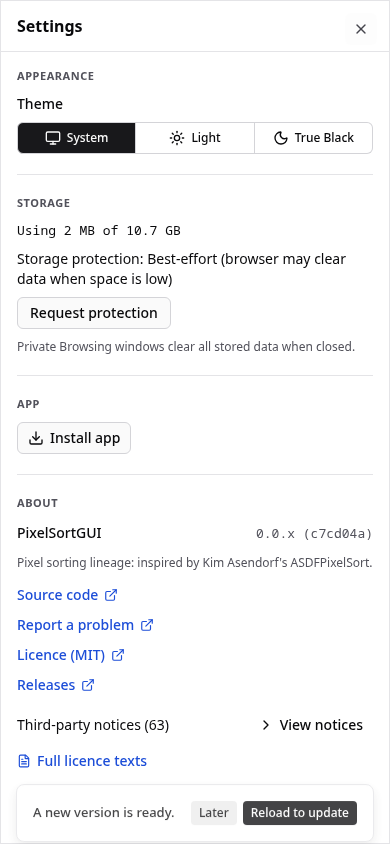 Settings
APPEARANCE
Theme
System
Light
True Black
STORAGE
Using 2 MB of 10.7 GB
Storage protection: Best-effort (browser may clear
data when space is low)
Request protection
Private Browsing windows clear all stored data when closed.
APP
Install app
ABOUT
PixelSortGUI 0.0.x (c7cd04a)
Pixel sorting lineage: inspired by Kim Asendorf's ASDFPixelSort.
Source code
Report a problem
Licence (MIT)
Releases
Third-party notices (63) View notices
Full licence texts
A new version is ready. Later Reload to update